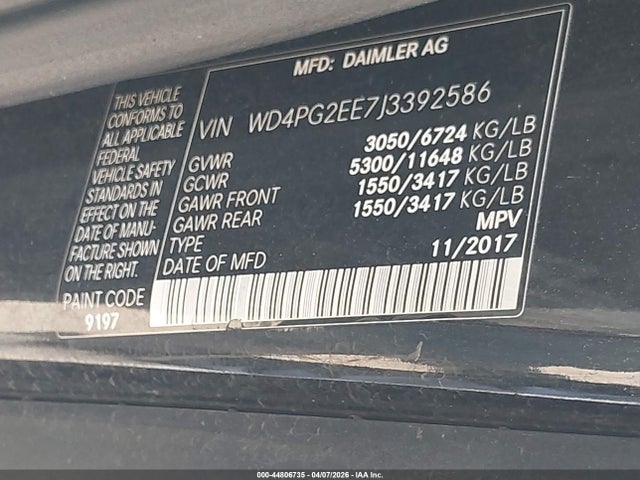 MFD: DAIMLER AG
THIS VEHICLE
CONFORMS TO
ALL APPLICABLE
FEDERAL
VEHICLE SAFETY
STANDARDS IN
EFFECT ON THE
DATE OF MANU-
FACTURE SHOWN
ON THE RIGHT.
PAINT CODE
9197
VIN WD4PG2EE7J3392586
GVWR 3050/6724 KG/LB
GCWR 5300/11648 KG/LB
GAWR FRONT 1550/3417 KG/LB
GAWR REAR 1550/3417 KG/LB
TYPE MPV
DATE OF MFD 11/2017
000-44806735 - 04/07/2026 - IAA Inc.